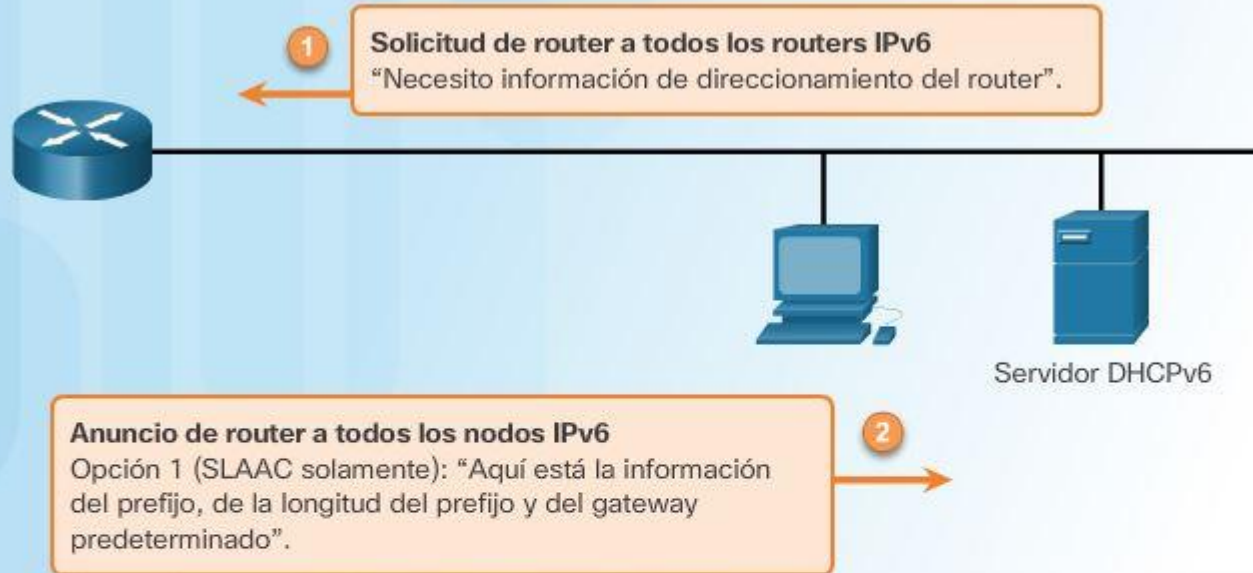 1
Solicitud de router a todos los routers IPv6
“Necesito información de direccionamiento del router”.
Servidor DHCPv6
Anuncio de router a todos los nodos IPv6
Opción 1 (SLAAC solamente): “Aquí está la información
del prefijo, de la longitud del prefijo y del gateway
predeterminado”.
2